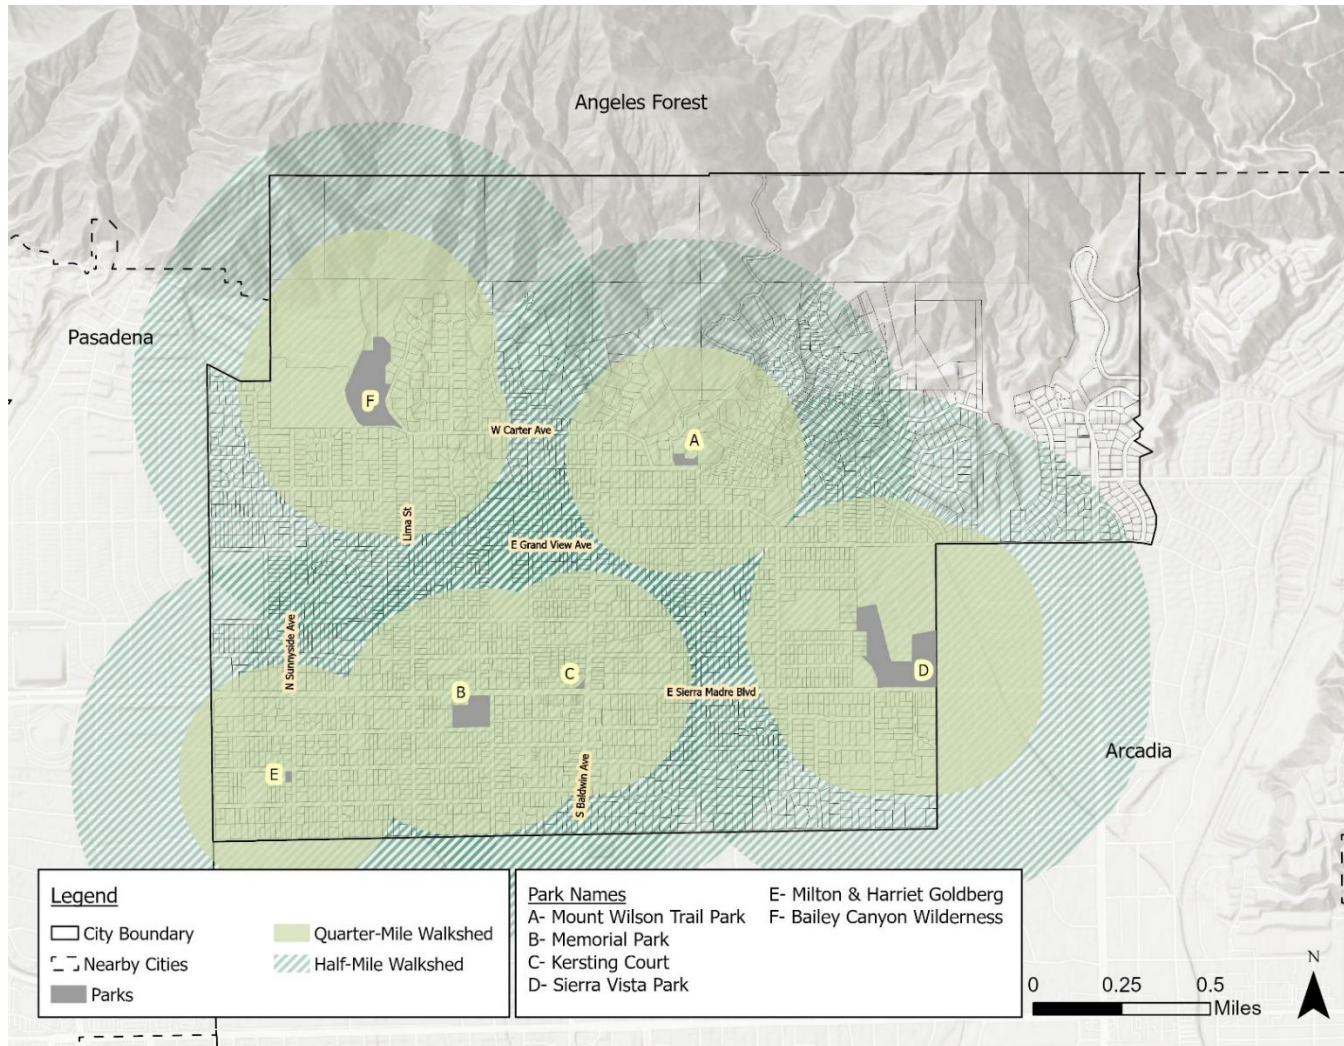 Angeles Forest
Pasadena
F
A
W Carter Ave
Lima St
E Grand View Ave
N Sunnyside Ave
C
D
B
E Sierra Madre Blvd
Arcadia
E
S Baldwin Ave
Legend
City Boundary
Nearby Cities
Parks
Quarter-Mile Walkshed
Half-Mile Walkshed
Park Names
A- Mount Wilson Trail Park
B- Memorial Park
C- Kersting Court
D- Sierra Vista Park
E- Milton & Harriet Goldberg
F- Bailey Canyon Wilderness
N
0 0.25 0.5
Miles